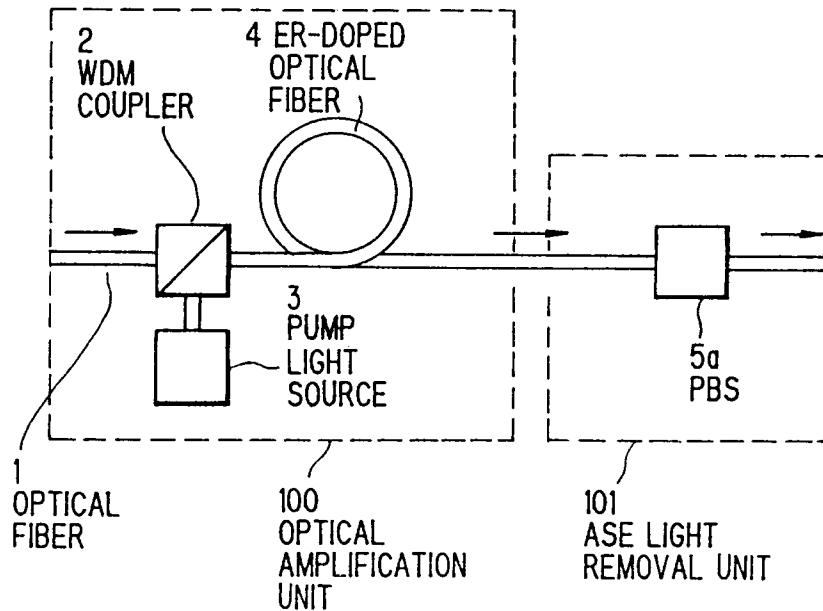 2
WDM
COUPLER
4 ER-DOPED
OPTICAL
FIBER
3
PUMP
LIGHT
SOURCE
5a
PBS
1
OPTICAL
FIBER
100
OPTICAL
AMPLIFICATION
UNIT
101
ASE LIGHT
REMOVAL UNIT